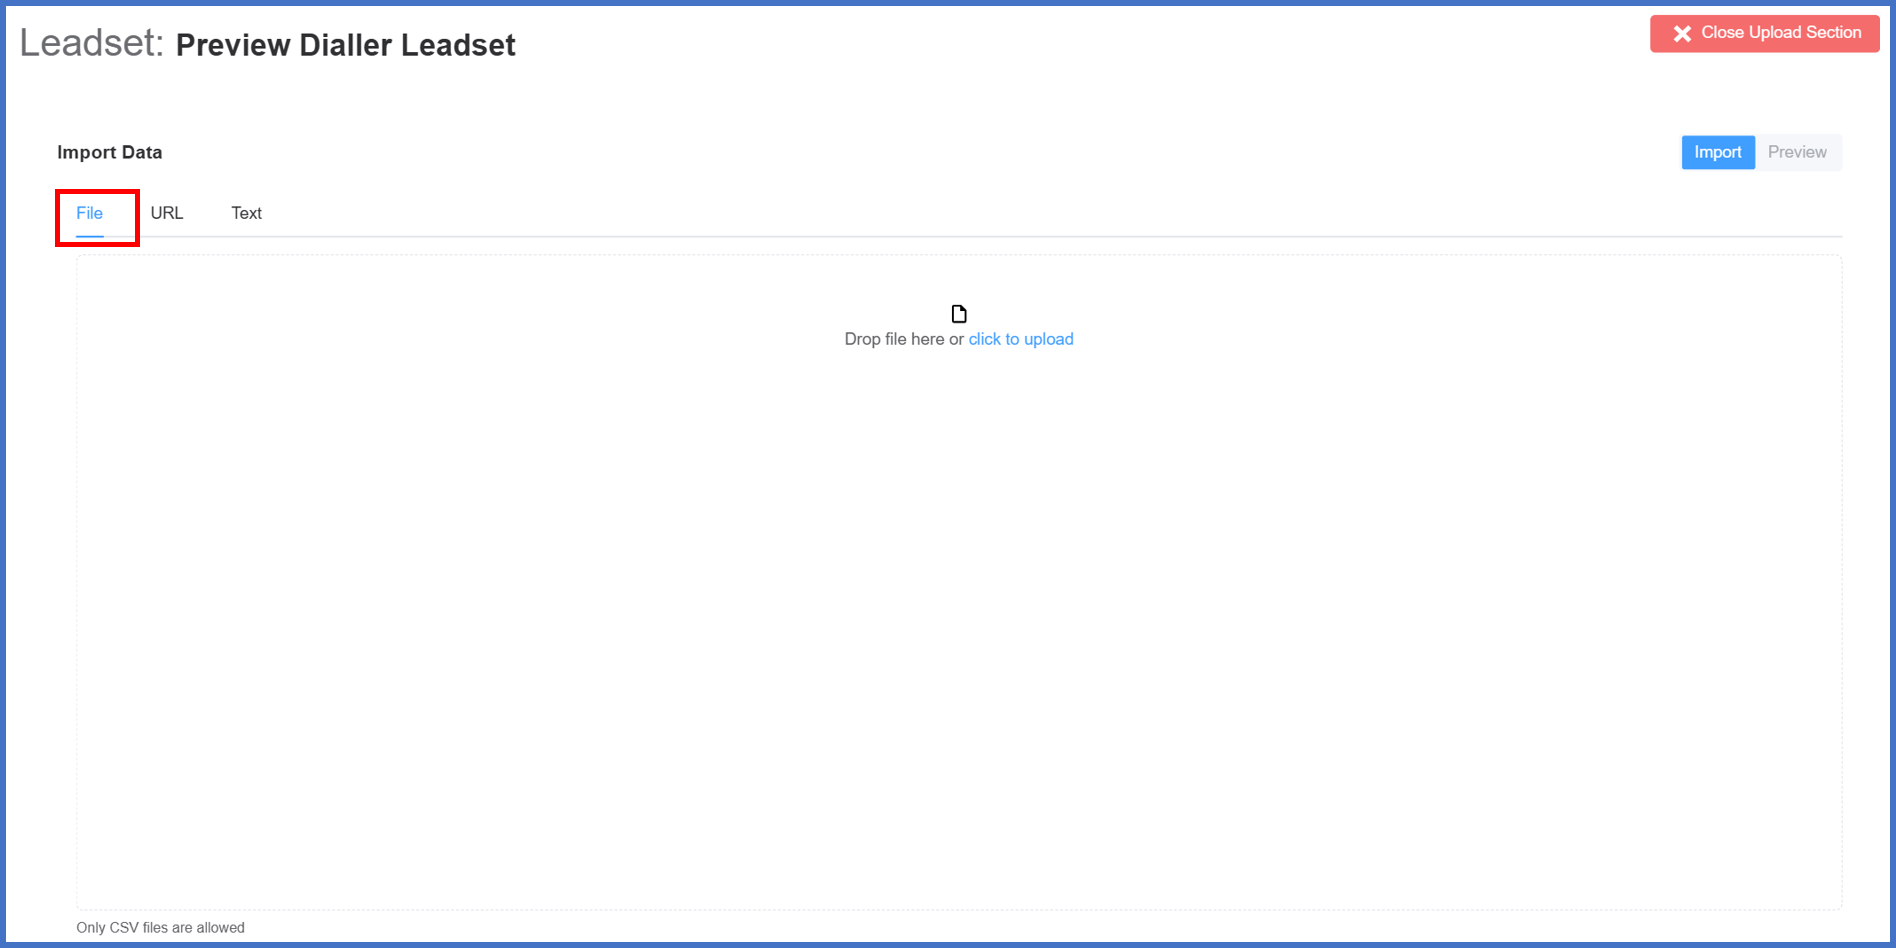 Leadset: Preview Dialler Leadset
Close Upload Section
Import Data
Import Preview
File URL Text
Drop file here or click to upload
Only CSV files are allowed